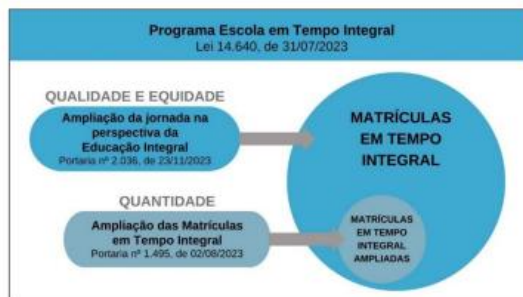 Programa Escola em Tempo Integral
Lei 14.640, de 31/07/2023
QUALIDADE E EQUIDADE
Ampliação da jornada na
perspectiva da
Educação Integral
Portaria nº 2.036, de 23/11/2023
MATRÍCULAS
EM TEMPO
INTEGRAL
QUANTIDADE
Ampliação das Matrículas
em Tempo Integral
Portaria nº 1.495, de 02/08/2023
MATRÍCULAS
EM TEMPO
INTEGRAL
AMPLIADAS